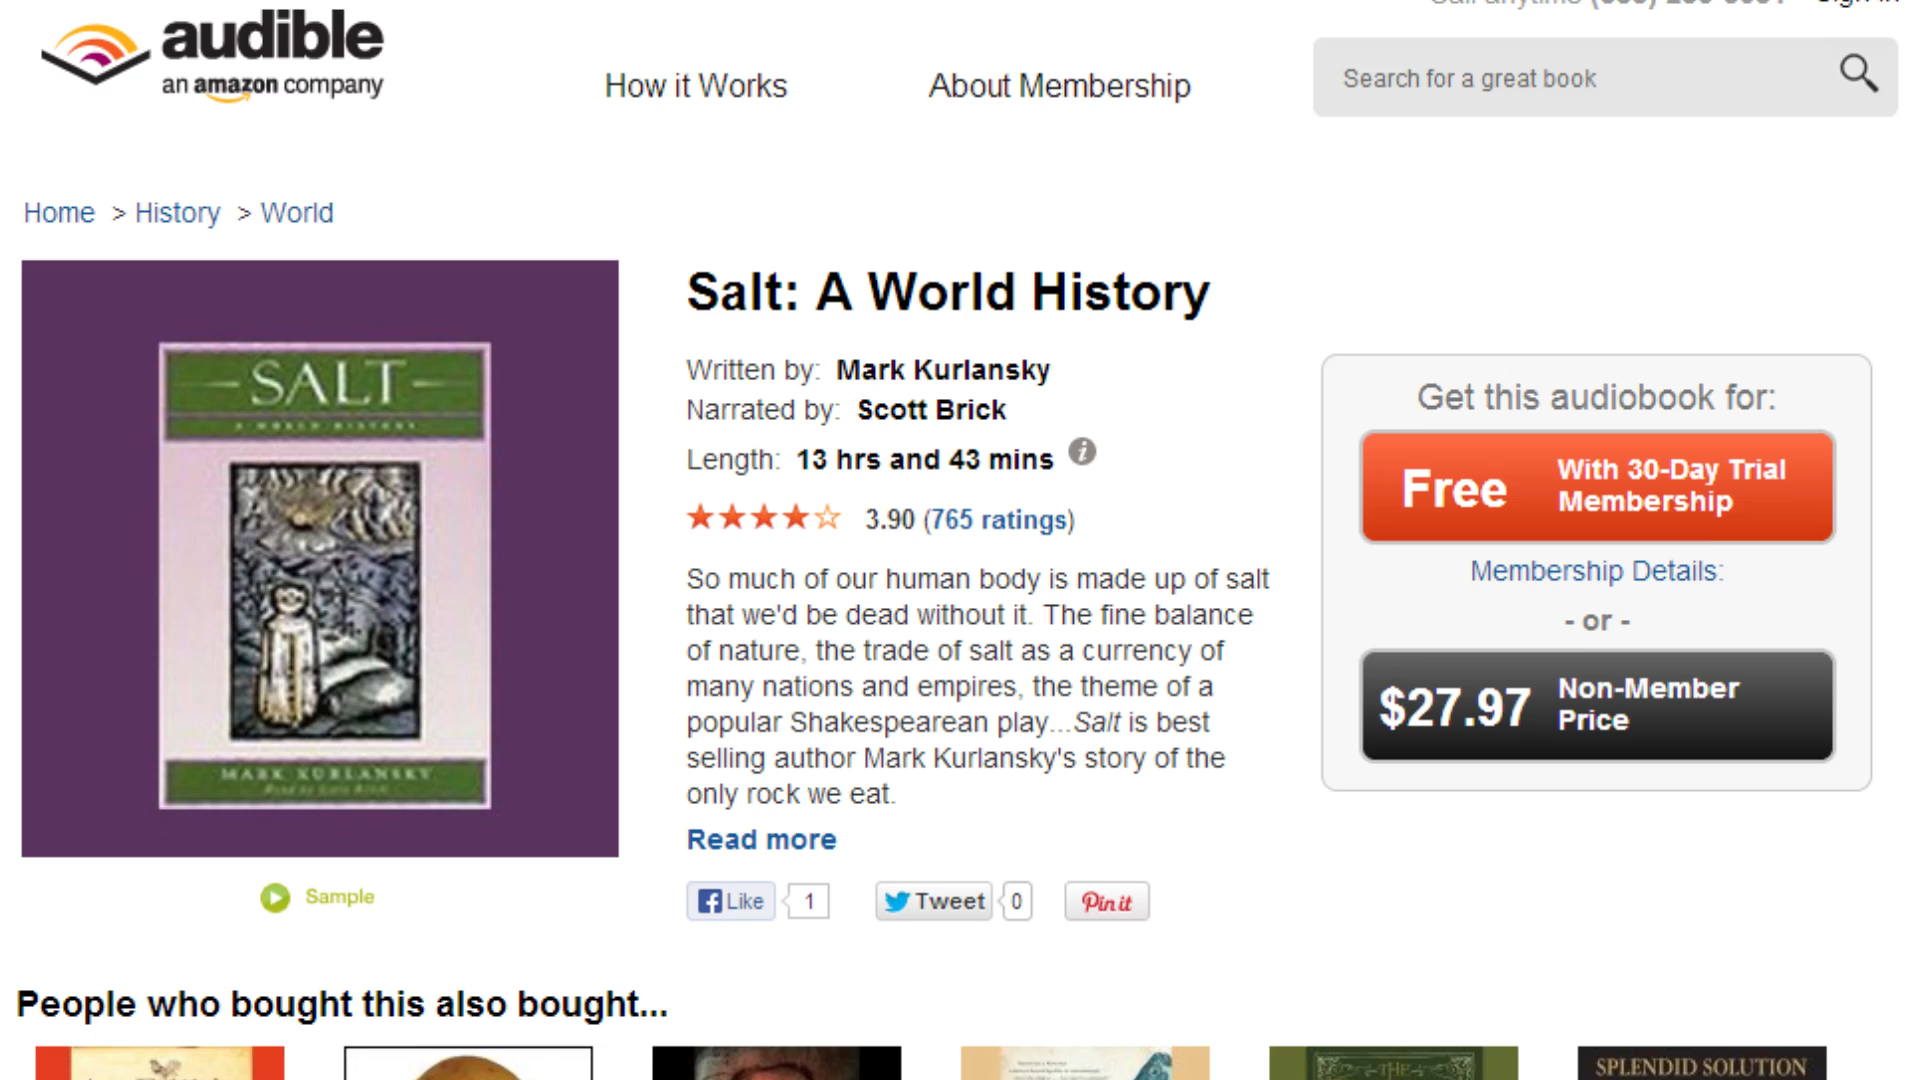 audible
an amazon company
How it Works
About Membership
Search for a great book
Home > History > World
Salt: A World History
SALT
A WORLD HISTORY
MARK KURLANSKY
Written by: Mark Kurlansky
Narrated by: Scott Brick
Length: 13 hrs and 43 mins
3.90 (765 ratings)
So much of our human body is made up of salt
that we'd be dead without it. The fine balance
of nature, the trade of salt as a currency of
many nations and empires, the theme of a
popular Shakespearean play...Salt is best
selling author Mark Kurlansky's story of the
only rock we eat.
Read more
Get this audiobook for:
Free With 30-Day Trial
Membership
Membership Details:
- or -
$27.97 Non-Member
Price
Sample
Like 1
Tweet 0
Pin it
People who bought this also bought...
THE
SPLENDID SOLUTION